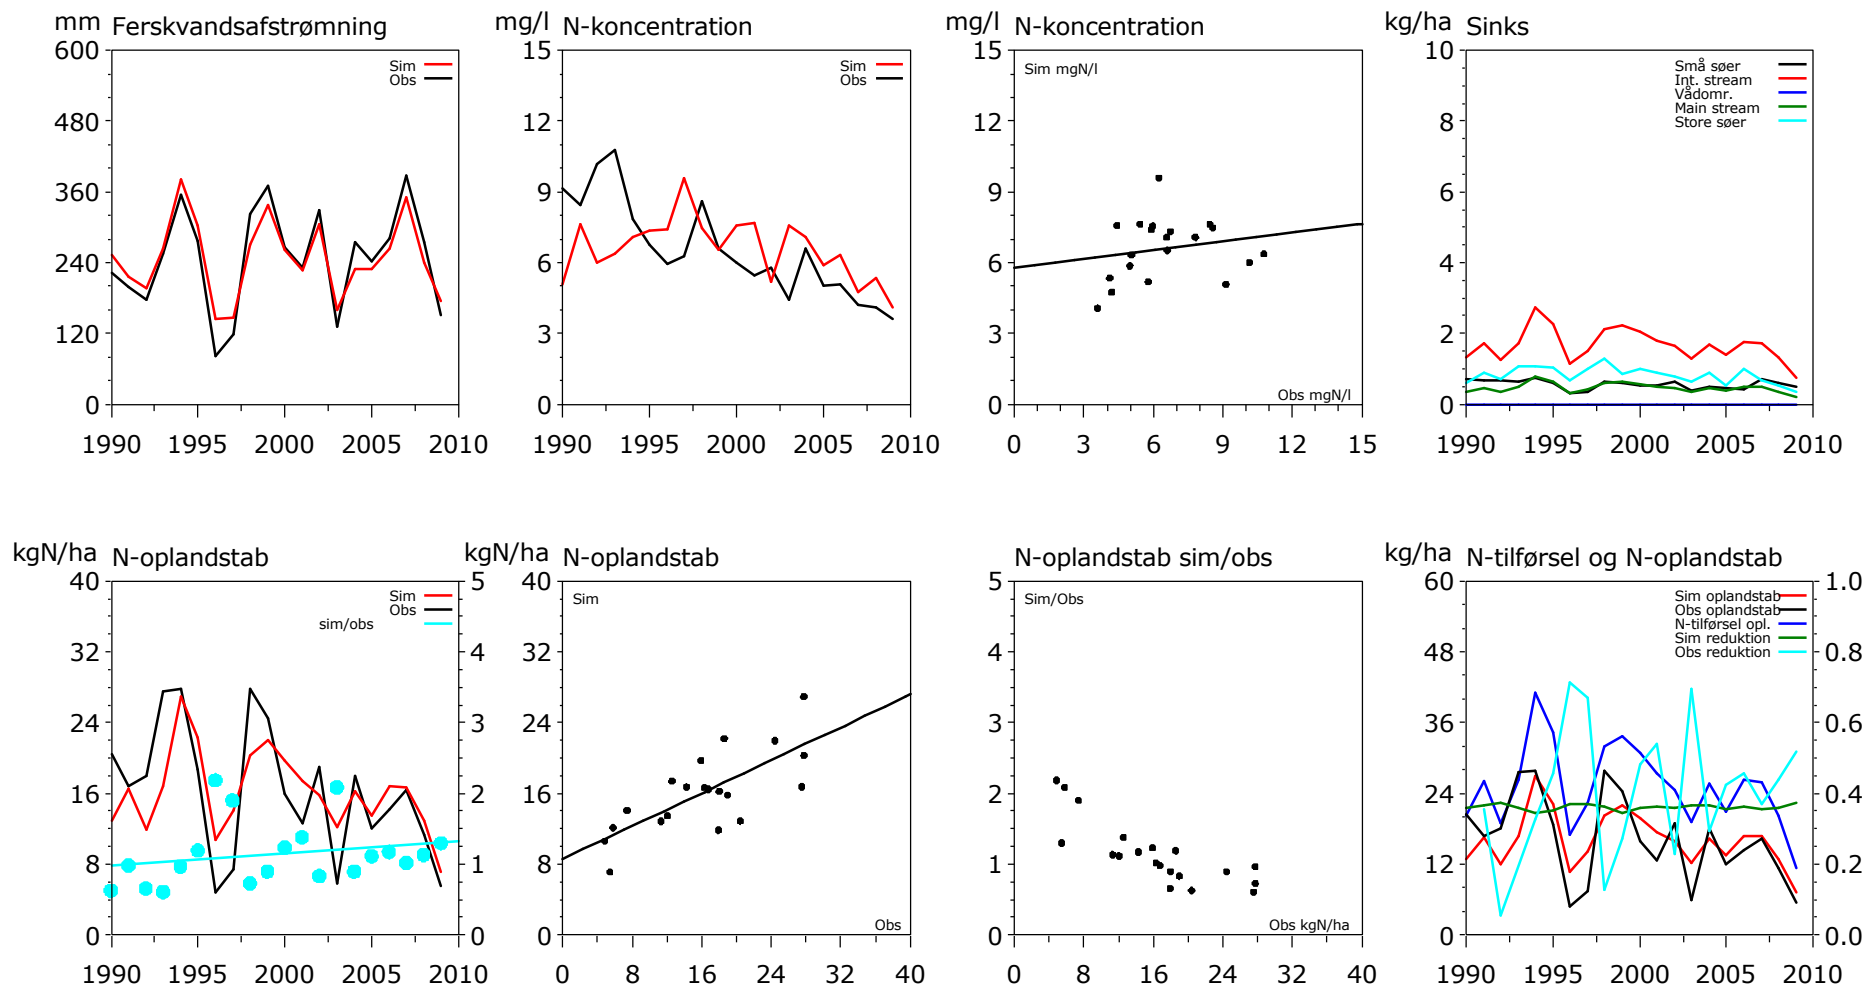 mm Ferskvandsafstrømning
600
480
360
240
120
0
Sim
Obs
1990 1995 2000 2005 2010
mg/l N-koncentration
15
12
9
6
3
0
Sim
Obs
1990 1995 2000 2005 2010
mg/l N-koncentration
15
12
9
6
3
0
Sim mgN/l
Obs mgN/l
0 3 6 9 12 15
kg/ha Sinks
10
8
6
4
2
0
Små søer
Int. stream
Vådomr.
Main stream
Store søer
1990 1995 2000 2005 2010
kgN/ha N-oplandstab
40
32
24
16
8
0
Sim
Obs
sim/obs
5
4
3
2
1
0
1990 1995 2000 2005 2010
kgN/ha N-oplandstab
40
32
24
16
8
0
Sim
Obs
0 8 16 24 32 40
N-oplandstab sim/obs
5
4
3
2
1
0
Sim/Obs
Obs kgN/ha
0 8 16 24 32 40
kg/ha N-tilførsel og N-oplandstab
60
48
36
24
12
0
Sim oplandstab
Obs oplandstab
N-tilførsel opl.
Sim reduktion
Obs reduktion
1.0
0.8
0.6
0.4
0.2
0.0
1990 1995 2000 2005 2010